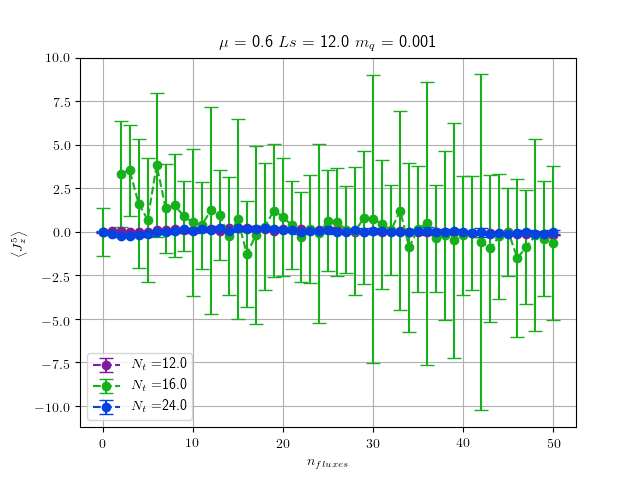 μ = 0.6 Ls = 12.0 m_q = 0.001
10.0
7.5
5.0
2.5
0.0
−2.5
−5.0
−7.5
−10.0
⟨J_z^5⟩
N_t =12.0
N_t =16.0
N_t =24.0
0 10 20 30 40 50
n_{fluxes}